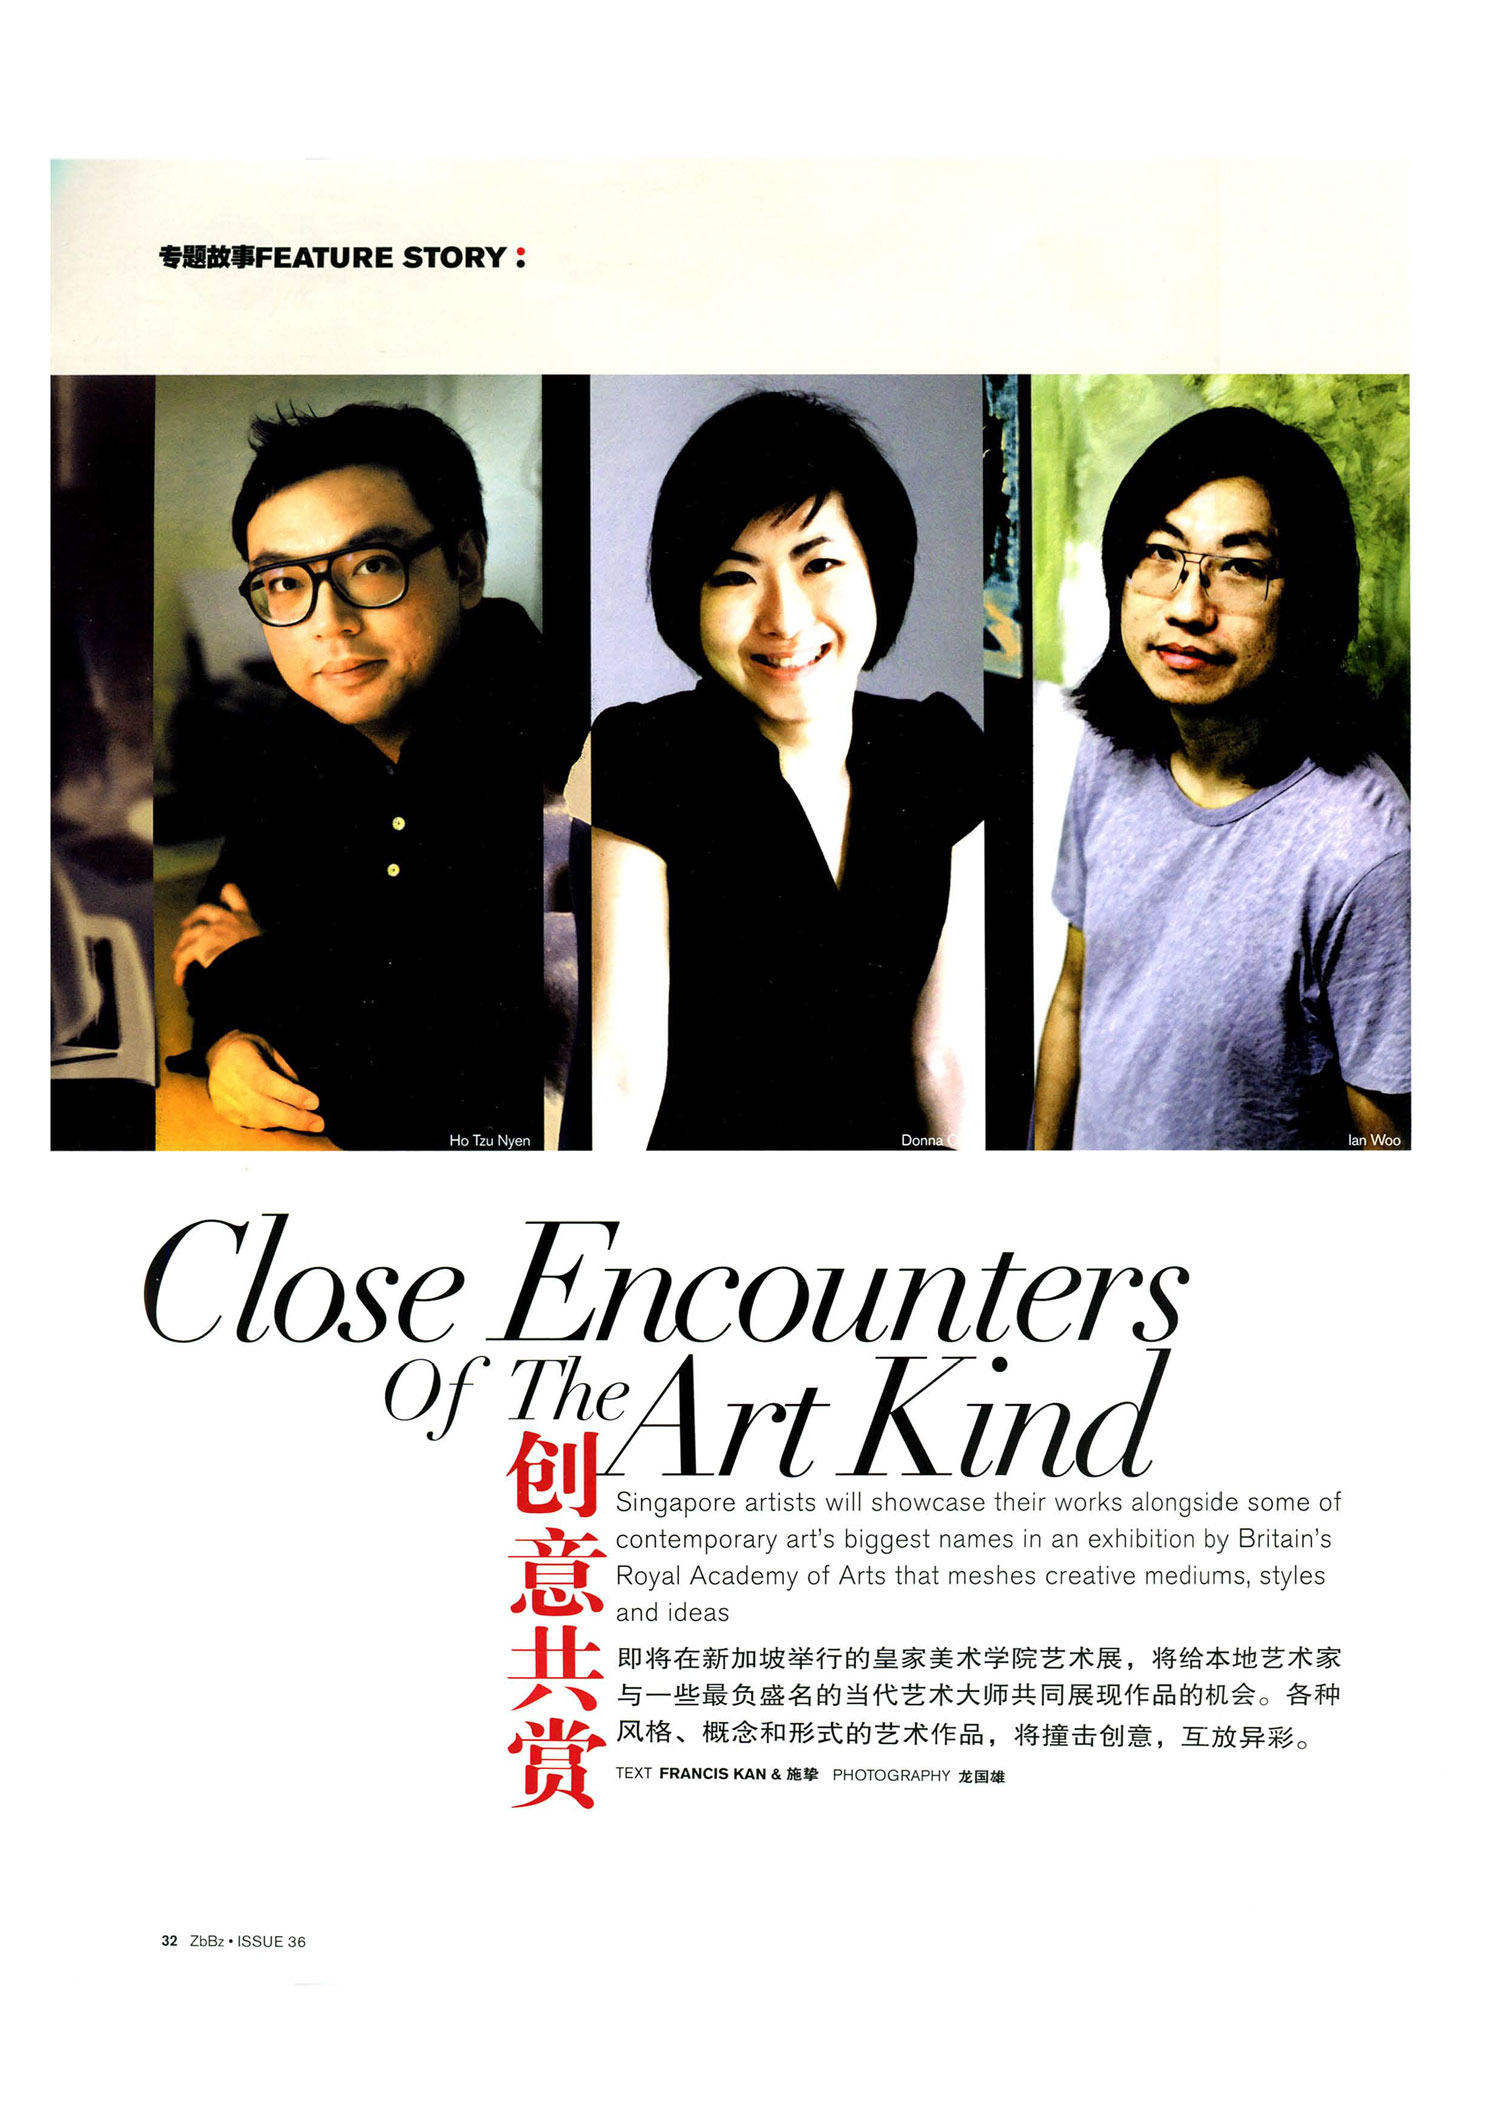 专题故事FEATURE STORY:
Ho Tzu Nyen
Donna
Ian Woo
Close Encounters
Of The Art Kind
创意共赏
Singapore artists will showcase their works alongside some of
contemporary art's biggest names in an exhibition by Britain's
Royal Academy of Arts that meshes creative mediums, styles
and ideas
即将在新加坡举行的皇家美术学院艺术展，将给本地艺术家
与一些最负盛名的当代艺术大师共同展现作品的机会。各种
风格、概念和形式的艺术作品，将撞击创意，互放异彩。
TEXT FRANCIS KAN & 施挚 PHOTOGRAPHY 龙国雄
32 ZbBz • ISSUE 36